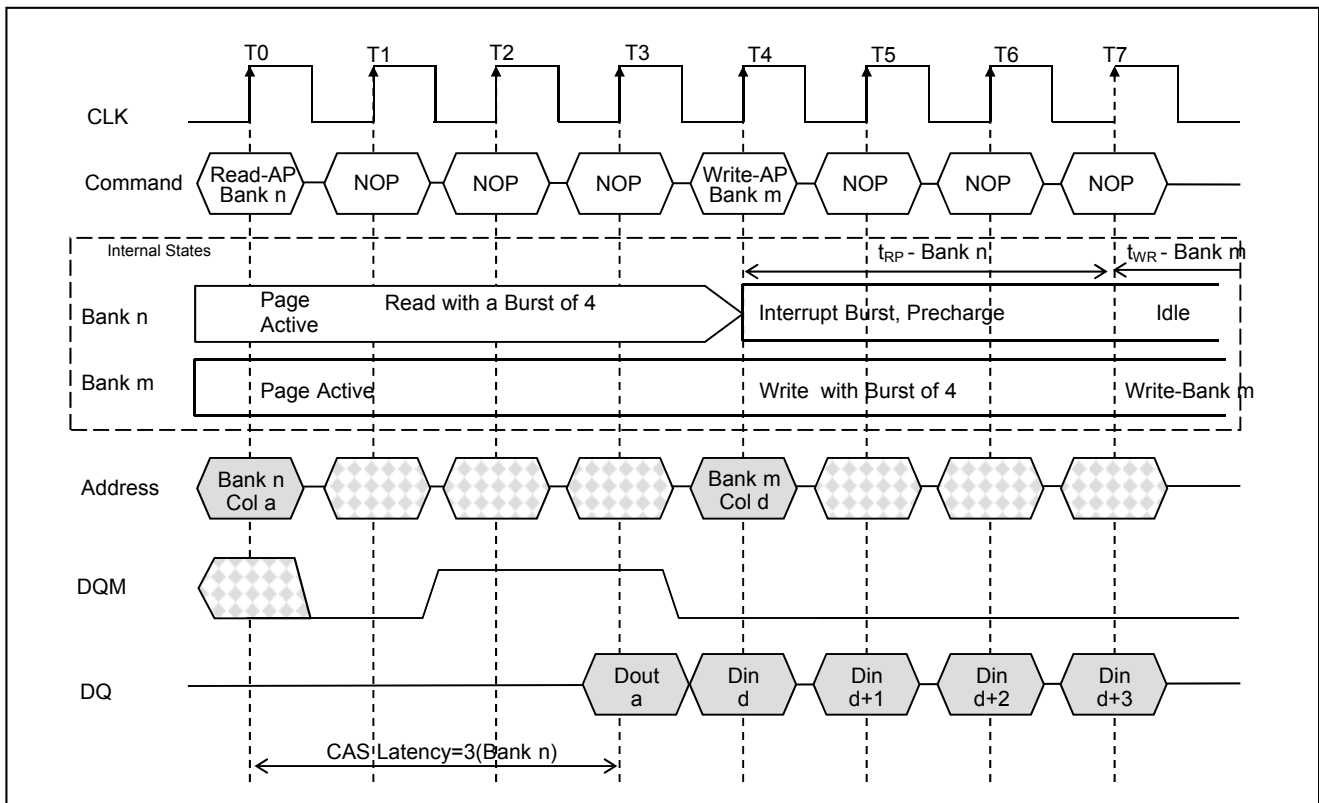 T0 T1 T2 T3 T4 T5 T6 T7
CLK
Command
Read-AP
Bank n
NOP
NOP
NOP
Write-AP
Bank m
NOP
NOP
NOP
Internal States
tRP - Bank n
tWR - Bank m
Bank n
Page
Active
Read with a Burst of 4
Interrupt Burst, Precharge
Idle
Bank m
Page Active
Write with Burst of 4
Write-Bank m
Address
Bank n
Col a
Bank m
Col d
DQM
DQ
Dout
a
Din
d
Din
d+1
Din
d+2
Din
d+3
CAS Latency=3(Bank n)